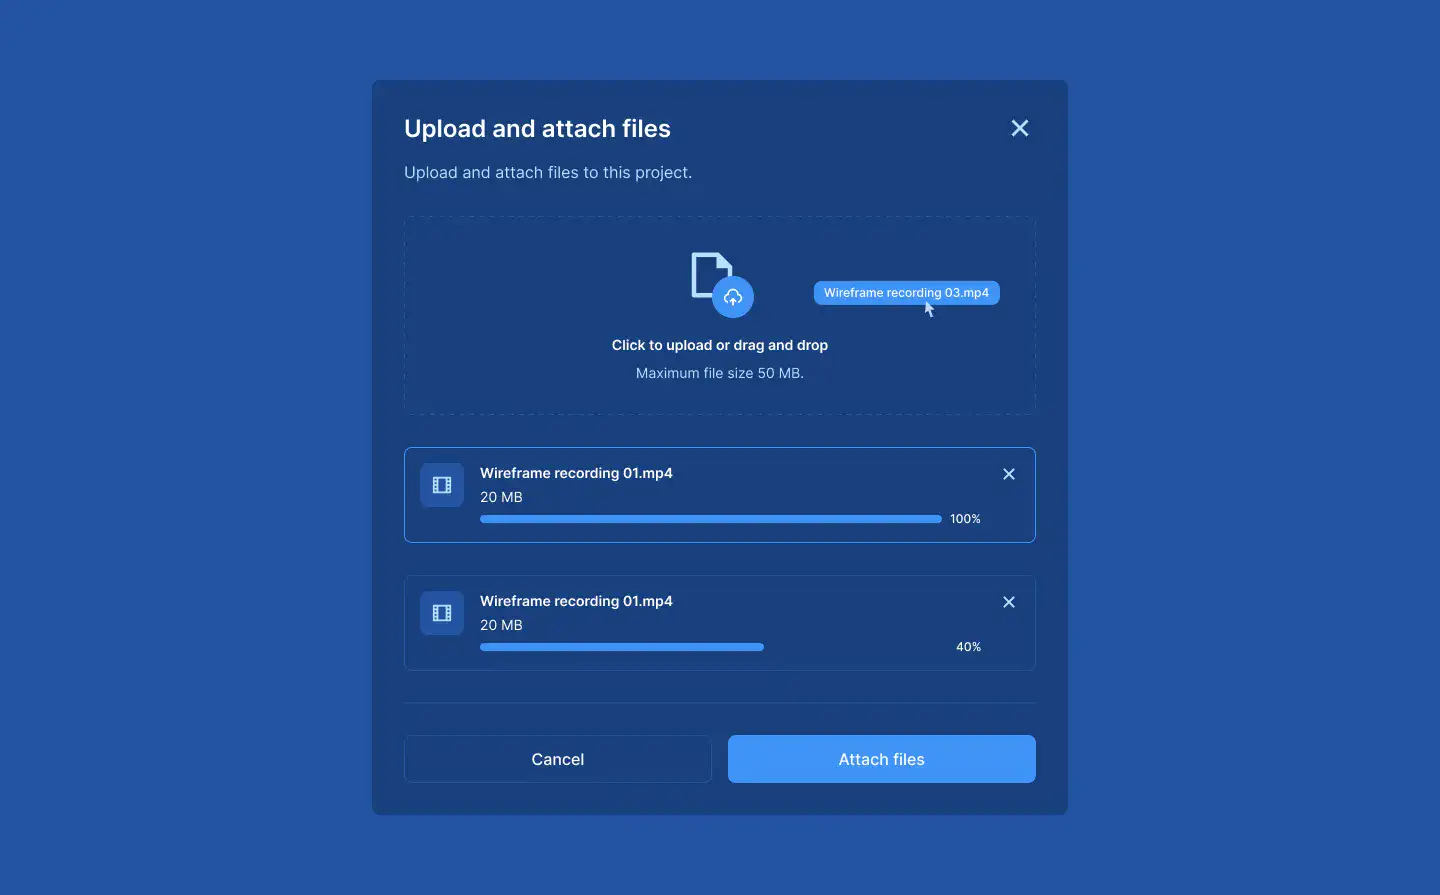 Upload and attach files
Upload and attach files to this project.
Wireframe recording 03.mp4
Click to upload or drag and drop
Maximum file size 50 MB.
Wireframe recording 01.mp4
20 MB
100%
Wireframe recording 01.mp4
20 MB
40%
Cancel
Attach files